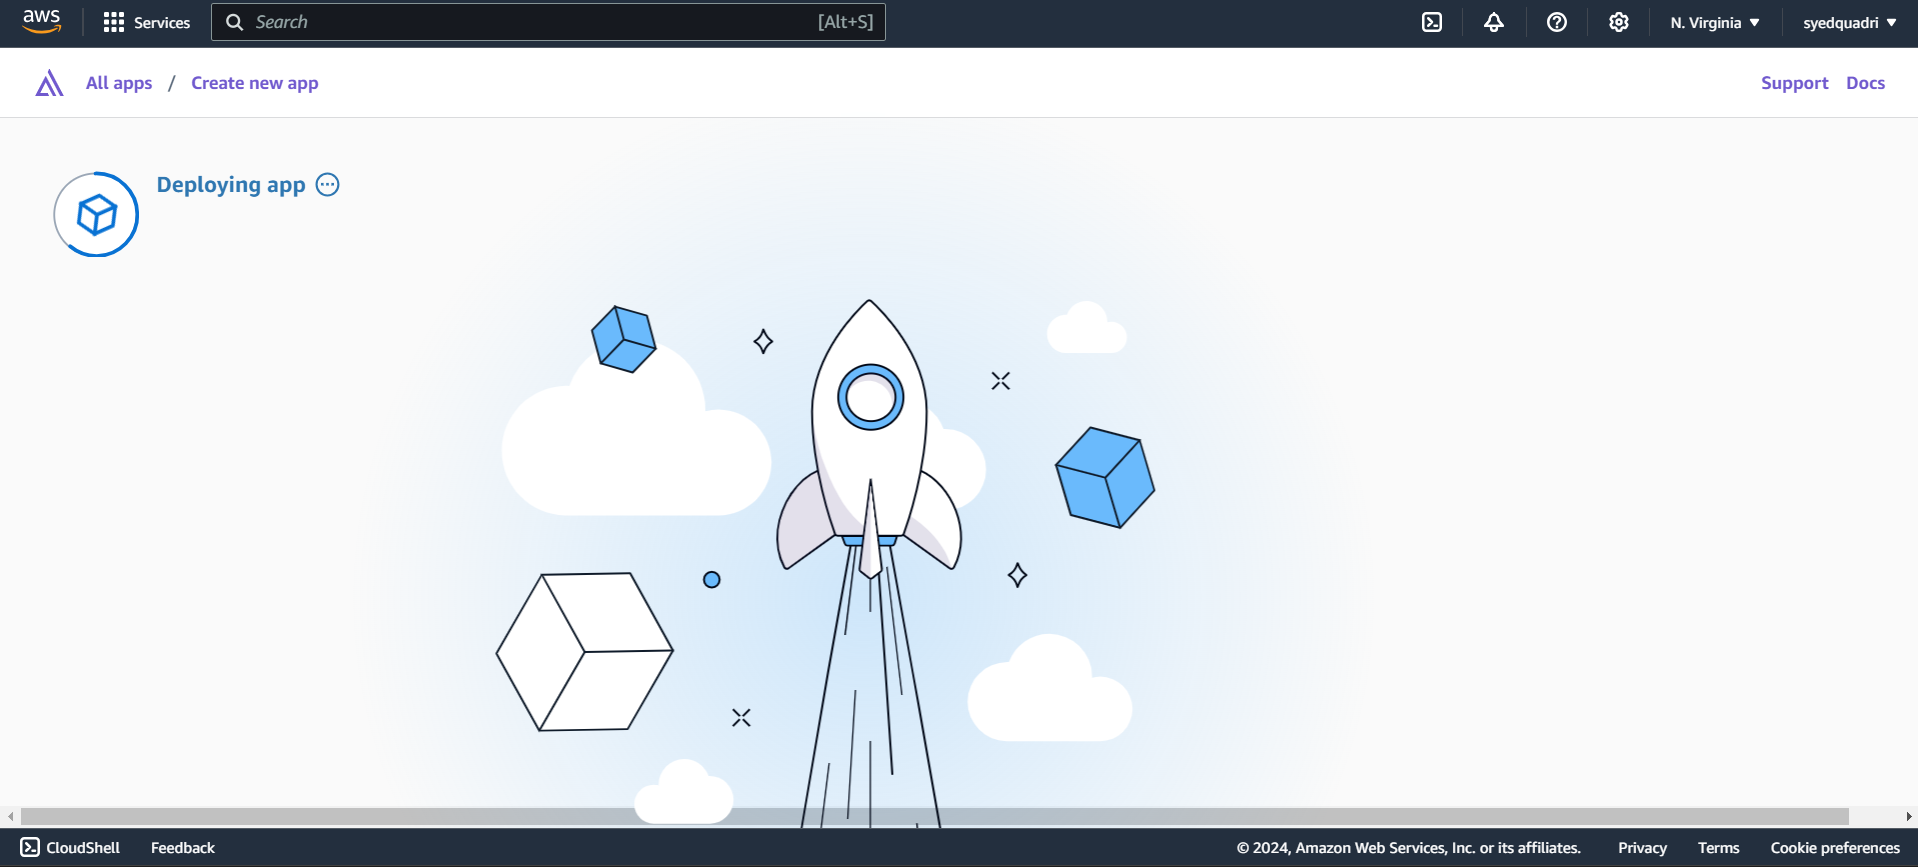 aws Services Search [Alt+S] N. Virginia syedquadri
All apps / Create new app Support Docs
Deploying app
CloudShell Feedback © 2024, Amazon Web Services, Inc. or its affiliates. Privacy Terms Cookie preferences